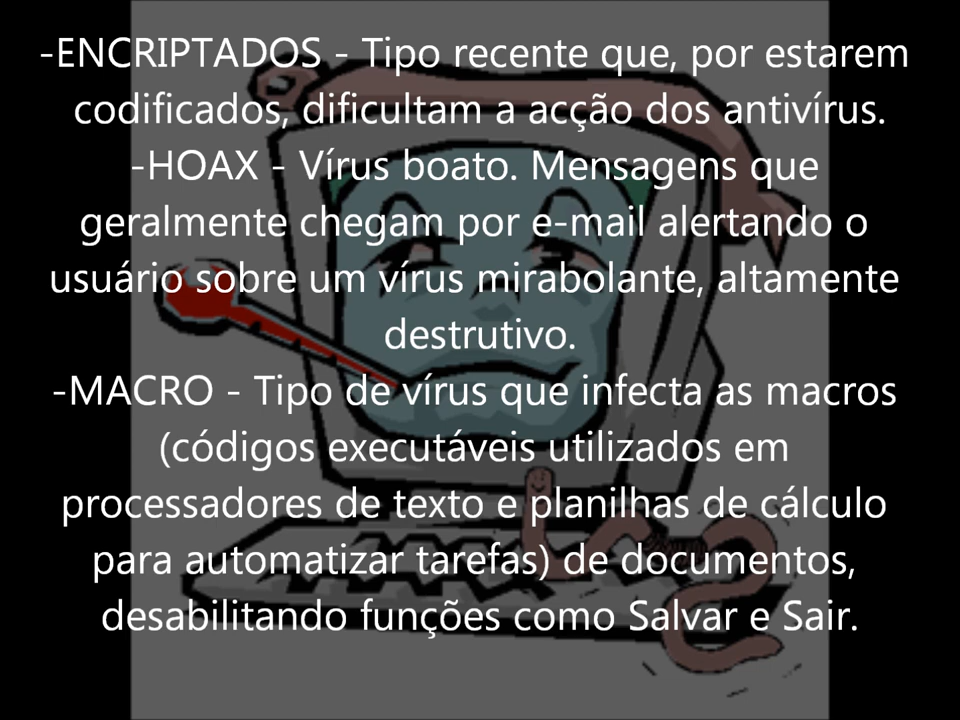 -ENCRIPTADOS - Tipo recente que, por estarem
codificados, dificultam a acção dos antivírus.
-HOAX - Vírus boato. Mensagens que
geralmente chegam por e-mail alertando o
usuário sobre um vírus mirabolante, altamente
destrutivo.
-MACRO - Tipo de vírus que infecta as macros
(códigos executáveis utilizados em
processadores de texto e planilhas de cálculo
para automatizar tarefas) de documentos,
desabilitando funções como Salvar e Sair.